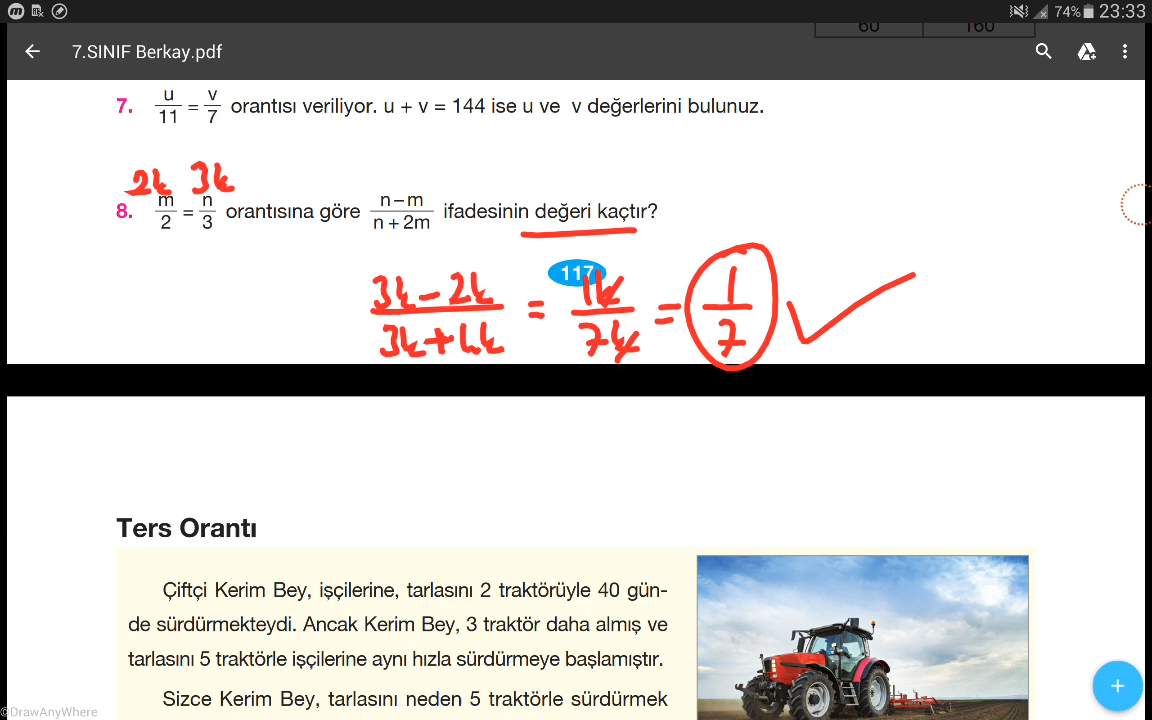 74% 23:33
60 160
7.SINIF Berkay.pdf
7. u/11 = v/7 orantısı veriliyor. u + v = 144 ise u ve v değerlerini bulunuz.
2k 3k
8. m/2 = n/3 orantısına göre n−m/n+2m ifadesinin değeri kaçtır?
117
3k−2k/3k+4k = 1k/7k = 1/7
Ters Orantı
Çiftçi Kerim Bey, işçilerine, tarlasını 2 traktörüyle 40 gün-
de sürdürmekteydi. Ancak Kerim Bey, 3 traktör daha almış ve
tarlasını 5 traktörle işçilerine aynı hızla sürdürmeye başlamıştır.
Sizce Kerim Bey, tarlasını neden 5 traktörle sürdürmek
©DrawAnyWhere